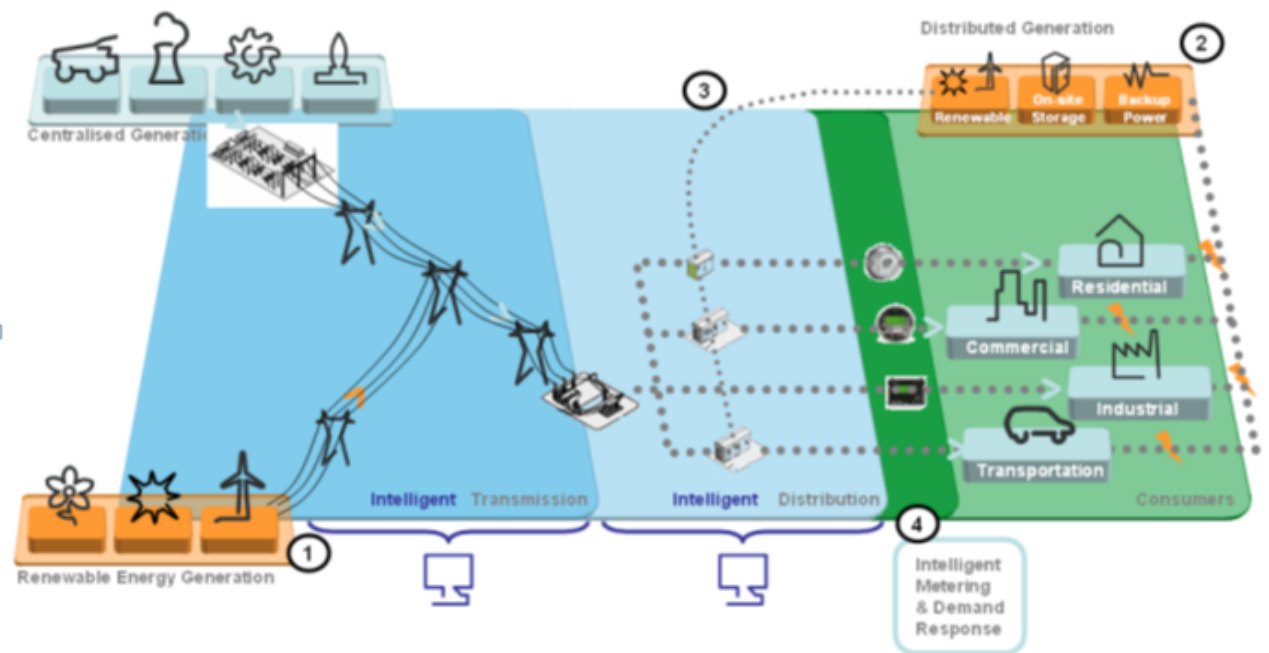 Distributed Generation
2
3
Renewable
On-site
Storage
Backup
Power
Centralised Generatio
Residential
Commercial
Industrial
Transportation
Intelligent Transmission
Intelligent Distribution
Consumers
4
1
Renewable Energy Generation
Intelligent
Metering
& Demand
Response